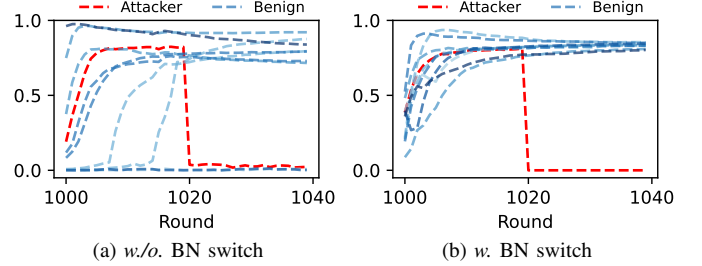 Attacker Benign
1.0
0.5
0.0
1000 1020 1040
Round
(a) w./o. BN switch
Attacker Benign
1.0
0.5
0.0
1000 1020 1040
Round
(b) w. BN switch